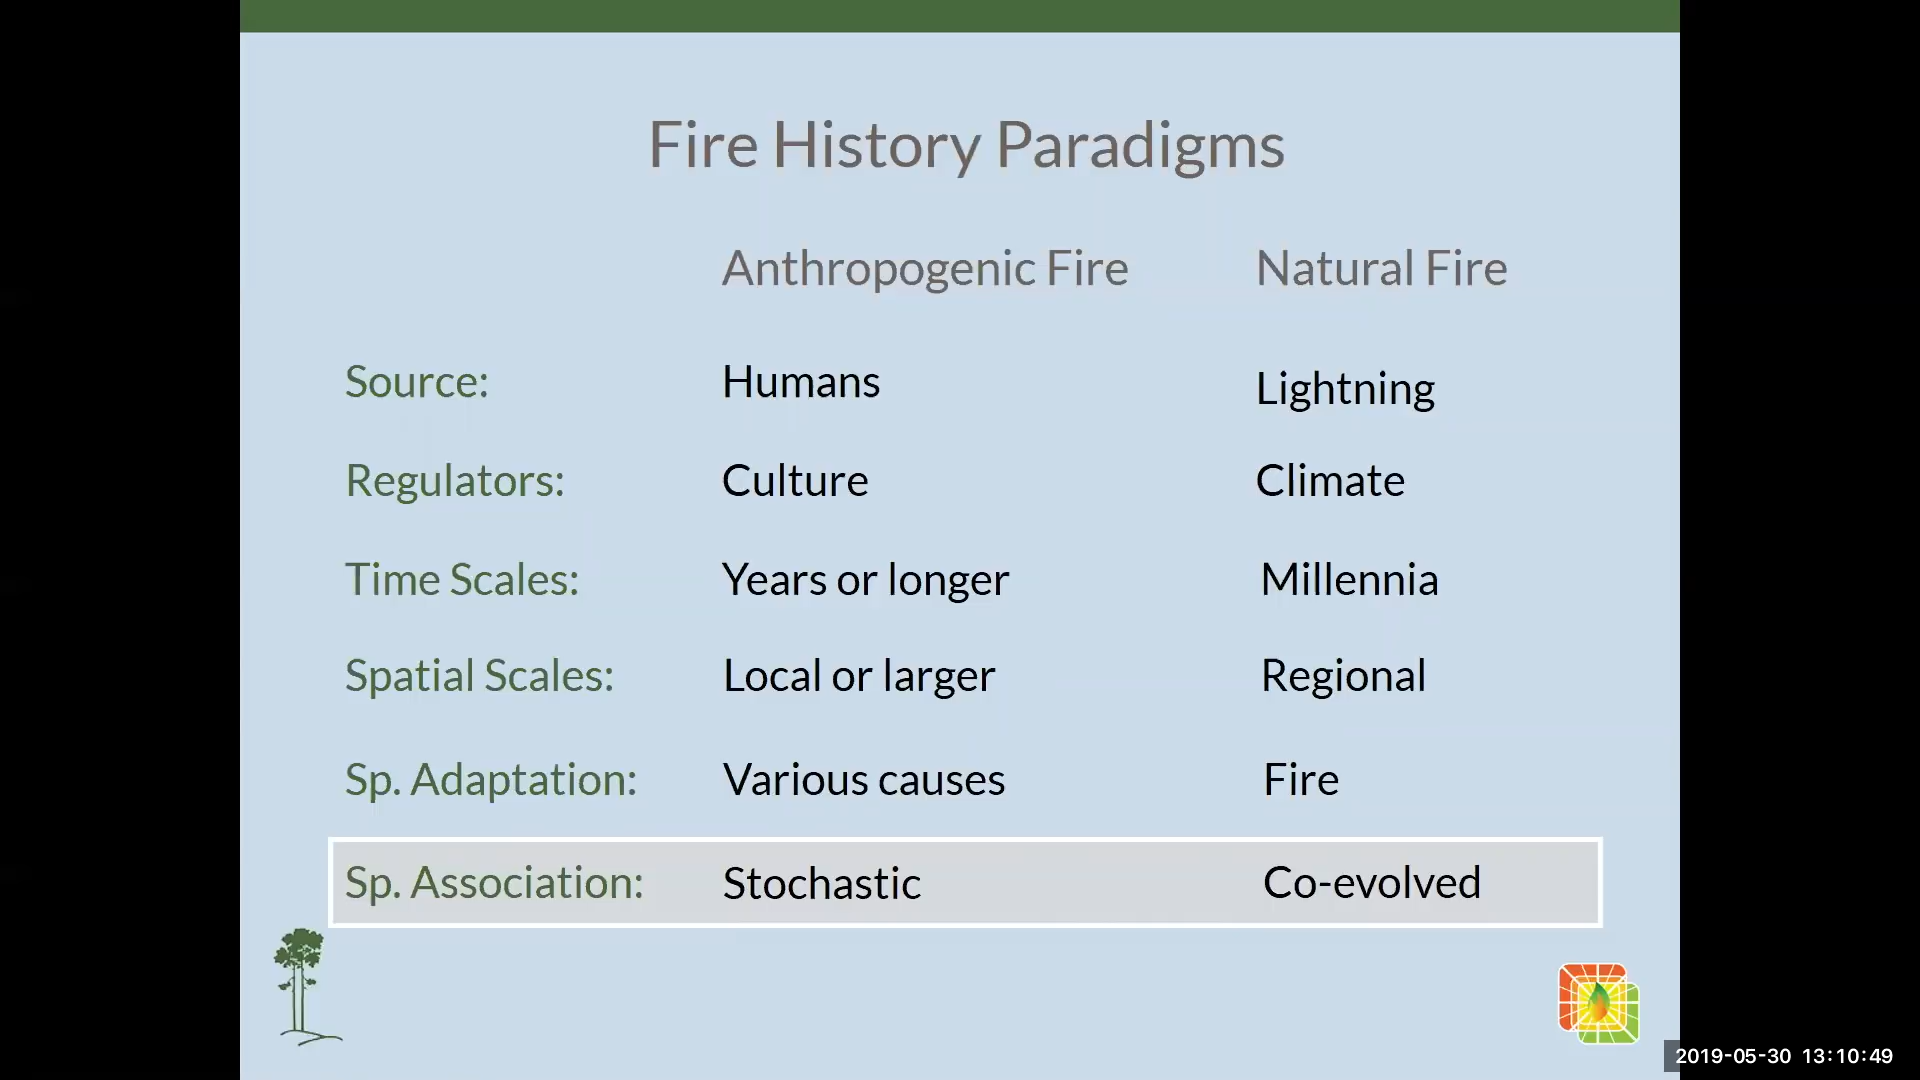 Fire History Paradigms
Anthropogenic Fire Natural Fire
Source: Humans Lightning
Regulators: Culture Climate
Time Scales: Years or longer Millennia
Spatial Scales: Local or larger Regional
Sp. Adaptation: Various causes Fire
Sp. Association: Stochastic Co-evolved
2019-05-30 13:10:49